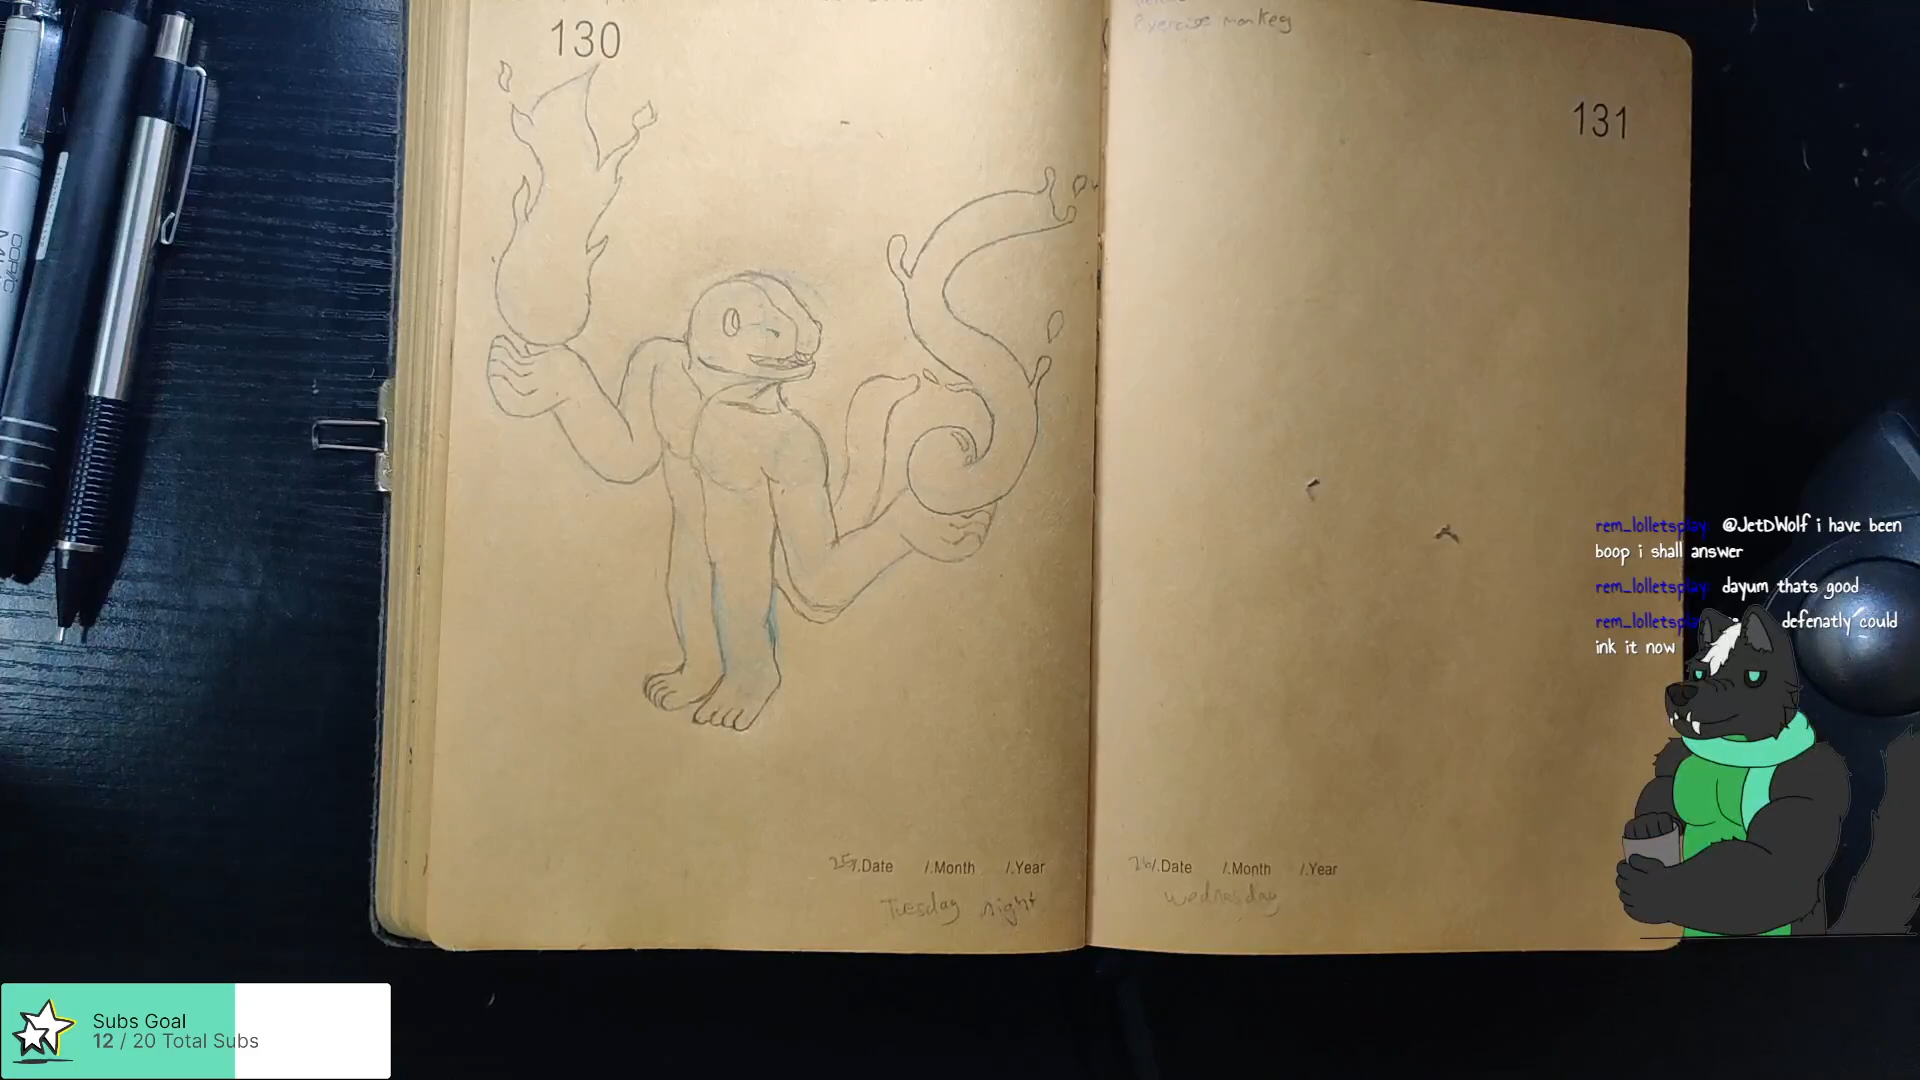 130
Exercise monkey
131
rem_lolletsplay @JetDWolf i have been
boop i shall answer
rem_lolletsplay dayum thats good
defenatly could
ink it now
25/.Date /.Month /.Year
Tuesday night
26/.Date /.Month /.Year
Wednesday
Subs Goal
12 / 20 Total Subs